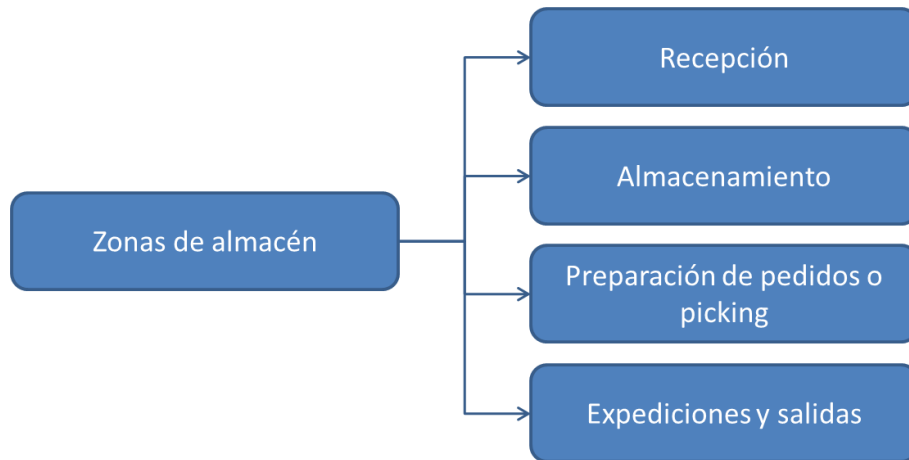 Recepción
Almacenamiento
Zonas de almacén
Preparación de pedidos o
picking
Expediciones y salidas